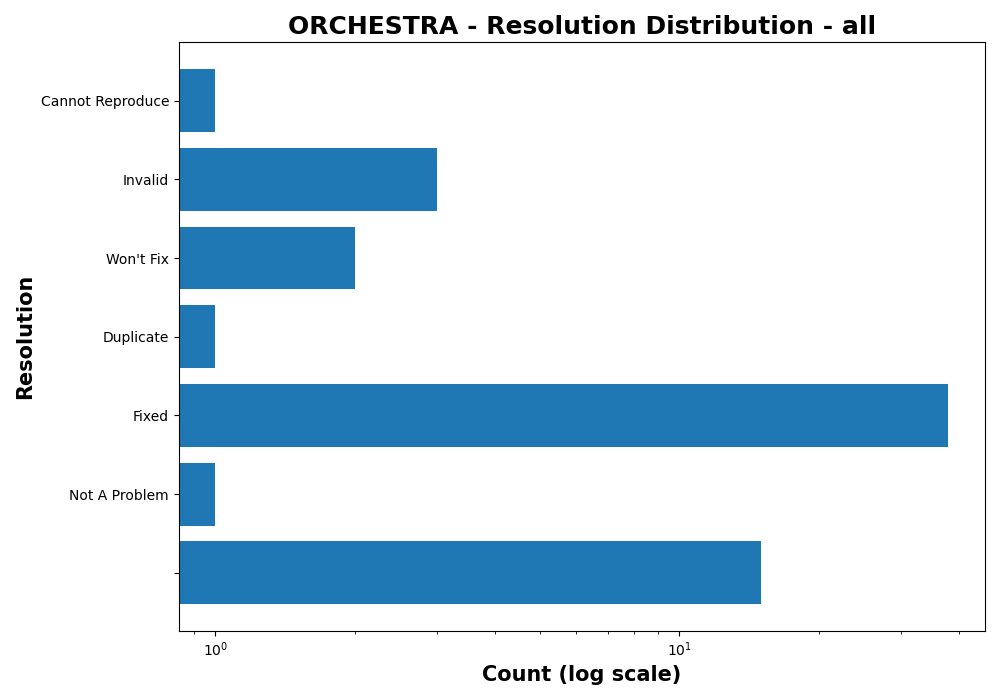 ORCHESTRA - Resolution Distribution - all
Cannot Reproduce
Invalid
Won't Fix
Duplicate
Fixed
Not A Problem
Resolution
10⁰ 10¹
Count (log scale)